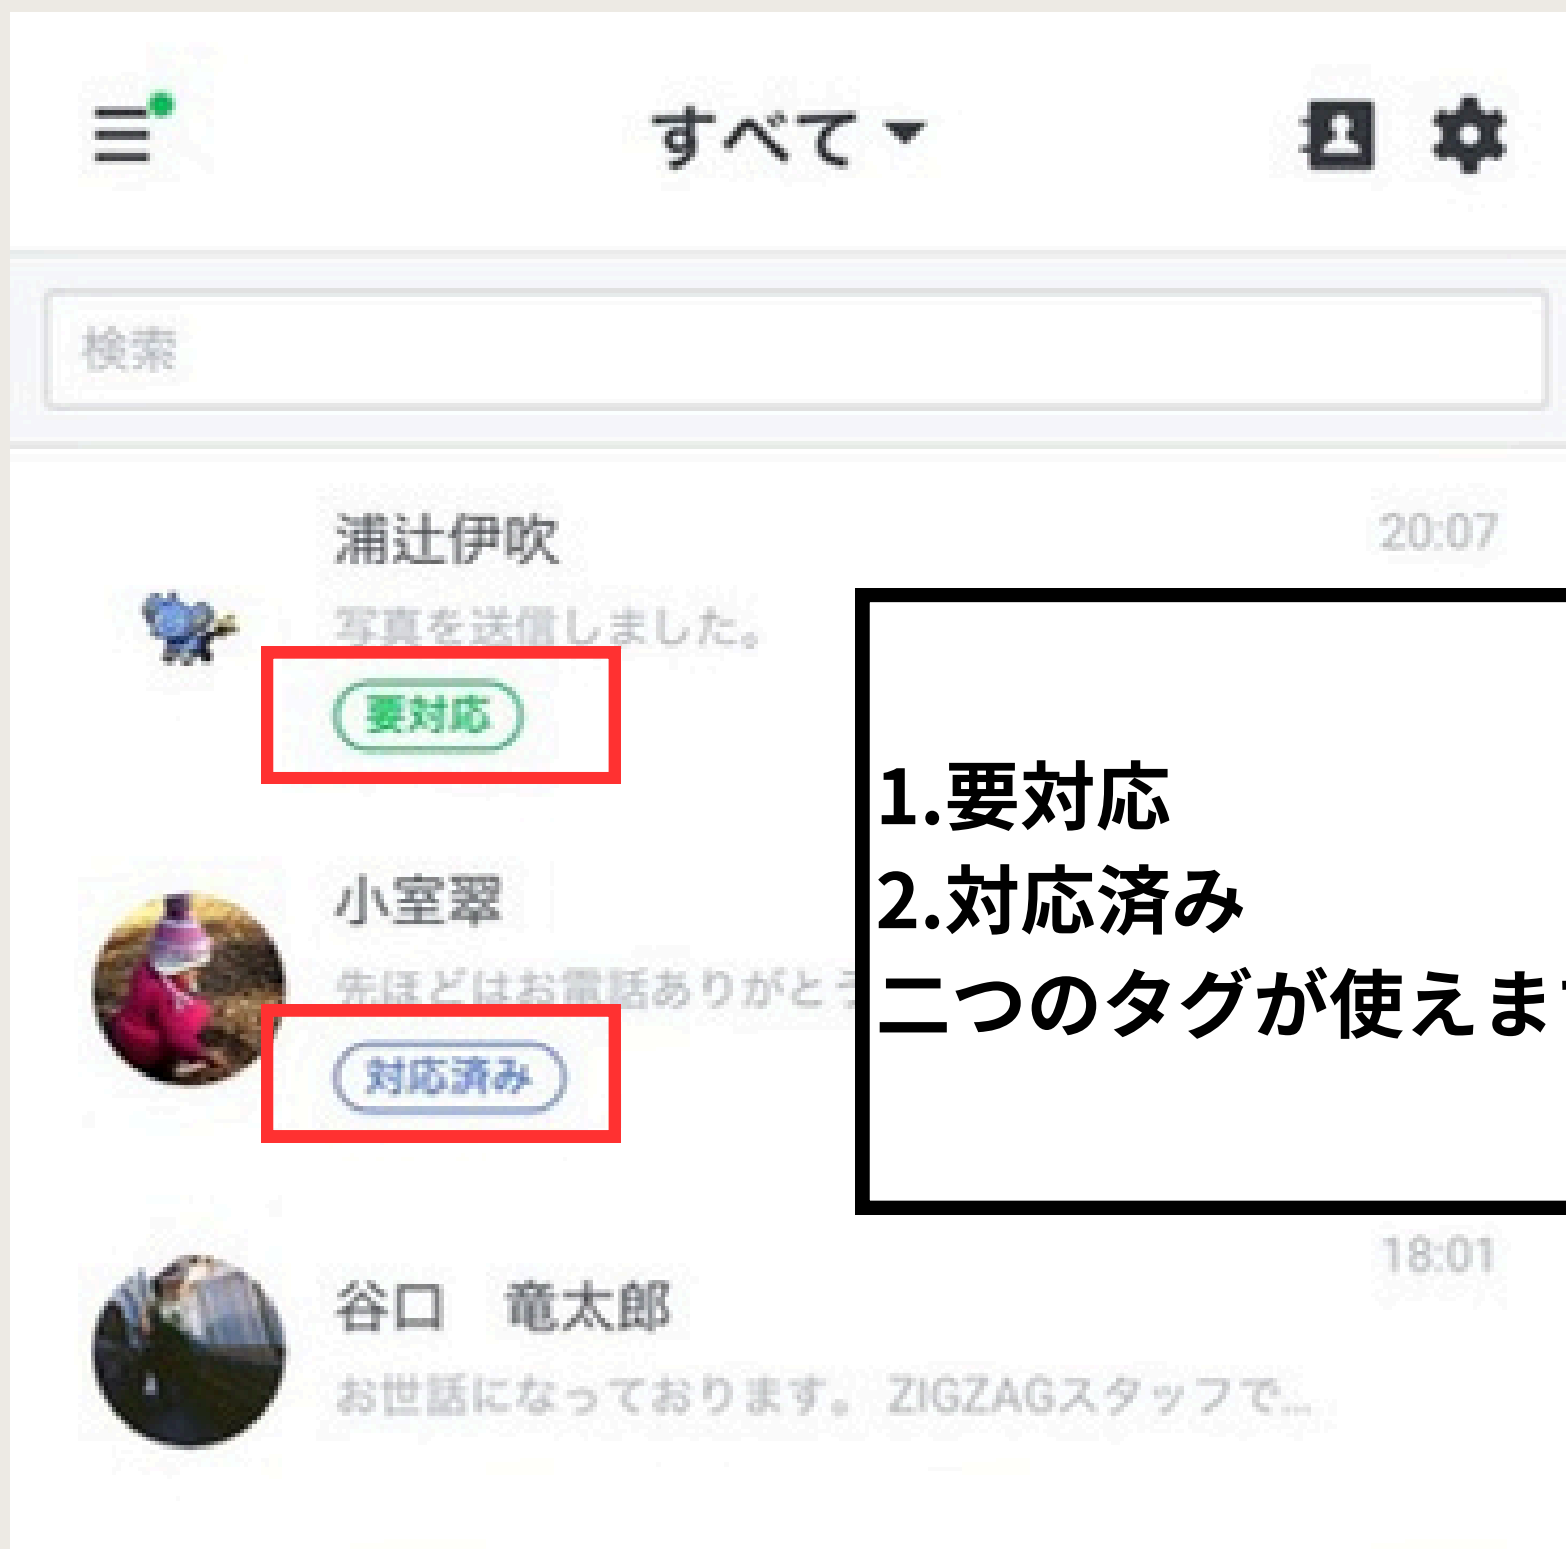 すべて
検索
浦辻伊吹
20:07
写真を送信しました。
要対応
小室翠
先ほどはお電話ありがとう
対応済み
1.要対応
2.対応済み
二つのタグが使えま
18:01
谷口　竜太郎
お世話になっております。 ZIGZAGスタッフで...